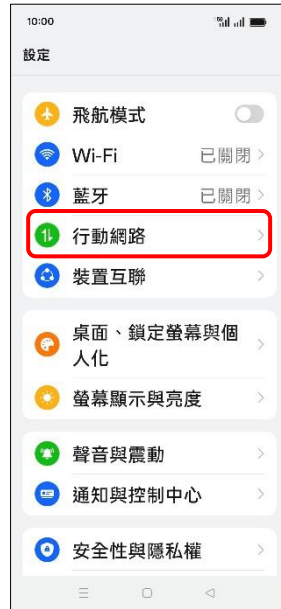 10:00
設定
飛航模式
Wi-Fi 已關閉
藍牙 已關閉
行動網路
裝置互聯
桌面、鎖定螢幕與個
人化
螢幕顯示與亮度
聲音與震動
通知與控制中心
安全性與隱私權